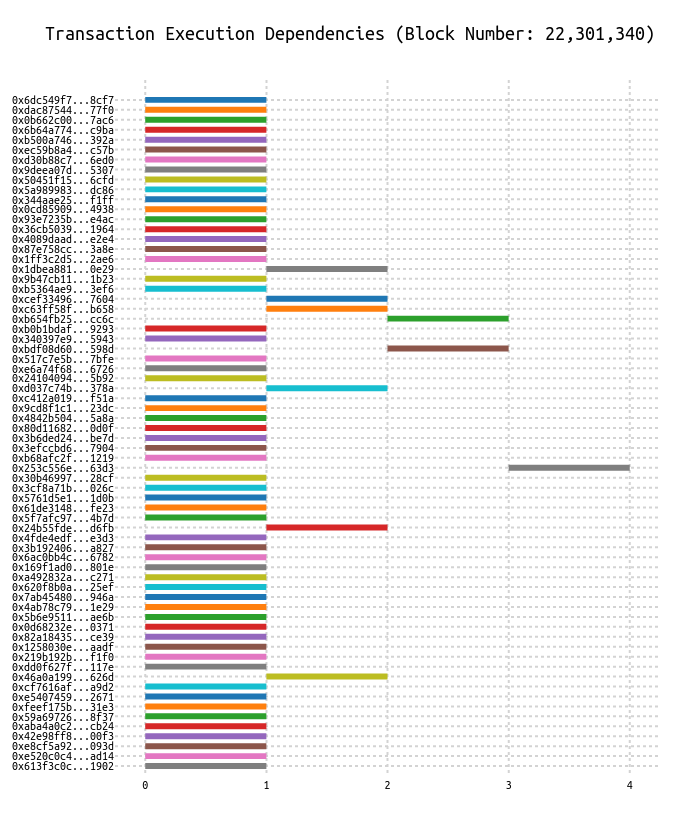 Transaction Execution Dependencies (Block Number: 22,301,340)
0x6dc549f7...8cf7
0xdac87544...77f0
0x0b662c00...7ac6
0x6b64a774...c9ba
0xb500a746...392a
0xec59b8a4...c57b
0xd30b88c7...6ed0
0x9deea07d...5307
0x50451f15...6cfd
0x5a989983...dc86
0x344aae25...f1ff
0x0cd85909...4938
0x93e7235b...e4ac
0x36cb5039...1964
0x4089daad...e2e4
0x87e758cc...3a8e
0x1ff3c2d5...2ae6
0x1dbea881...0e29
0x9b47cb11...1b23
0xb5364ae9...3ef6
0xcef33496...7604
0xc63ff58f...b658
0xb654fb25...cc6c
0xb0b1bdaf...9293
0x340397e9...5943
0xbdf08d60...598d
0x517c7e5b...7bfe
0xe6a74f68...6726
0x24104094...5b92
0xd037c74b...378a
0xc412a019...f51a
0x9cd8f1c1...23dc
0x4842b504...5a8a
0x80d11682...0d0f
0x3b6ded24...be7d
0x3efccbd6...7904
0xb68afc2f...1219
0x253c556e...63d3
0x30b46997...28cf
0x3cf8a71b...026c
0x5761d5e1...1d0b
0x61de3148...fe23
0x5f7afc97...4b7d
0x24b55fde...d6fb
0x4fde4edf...e3d3
0x3b192406...a827
0x6ac0bb4c...6782
0x169f1ad0...801e
0xa492832a...c271
0x620f8b0a...25ef
0x7ab45480...946a
0x4ab78c79...1e29
0x5b6e9511...ae6b
0x0d68232e...0371
0x82a18435...ce39
0x1258030e...aadf
0x219b192b...f1f0
0xdd0f627f...117e
0x46a0a199...626d
0xcf7616af...a9d2
0xe5407459...2671
0xfeef175b...31e3
0x59a69726...8f37
0xaba4a0c2...cb24
0x42e98ff8...00f3
0xe8cf5a92...093d
0xe520c0c4...ad14
0x613f3c0c...1902
0 1 2 3 4